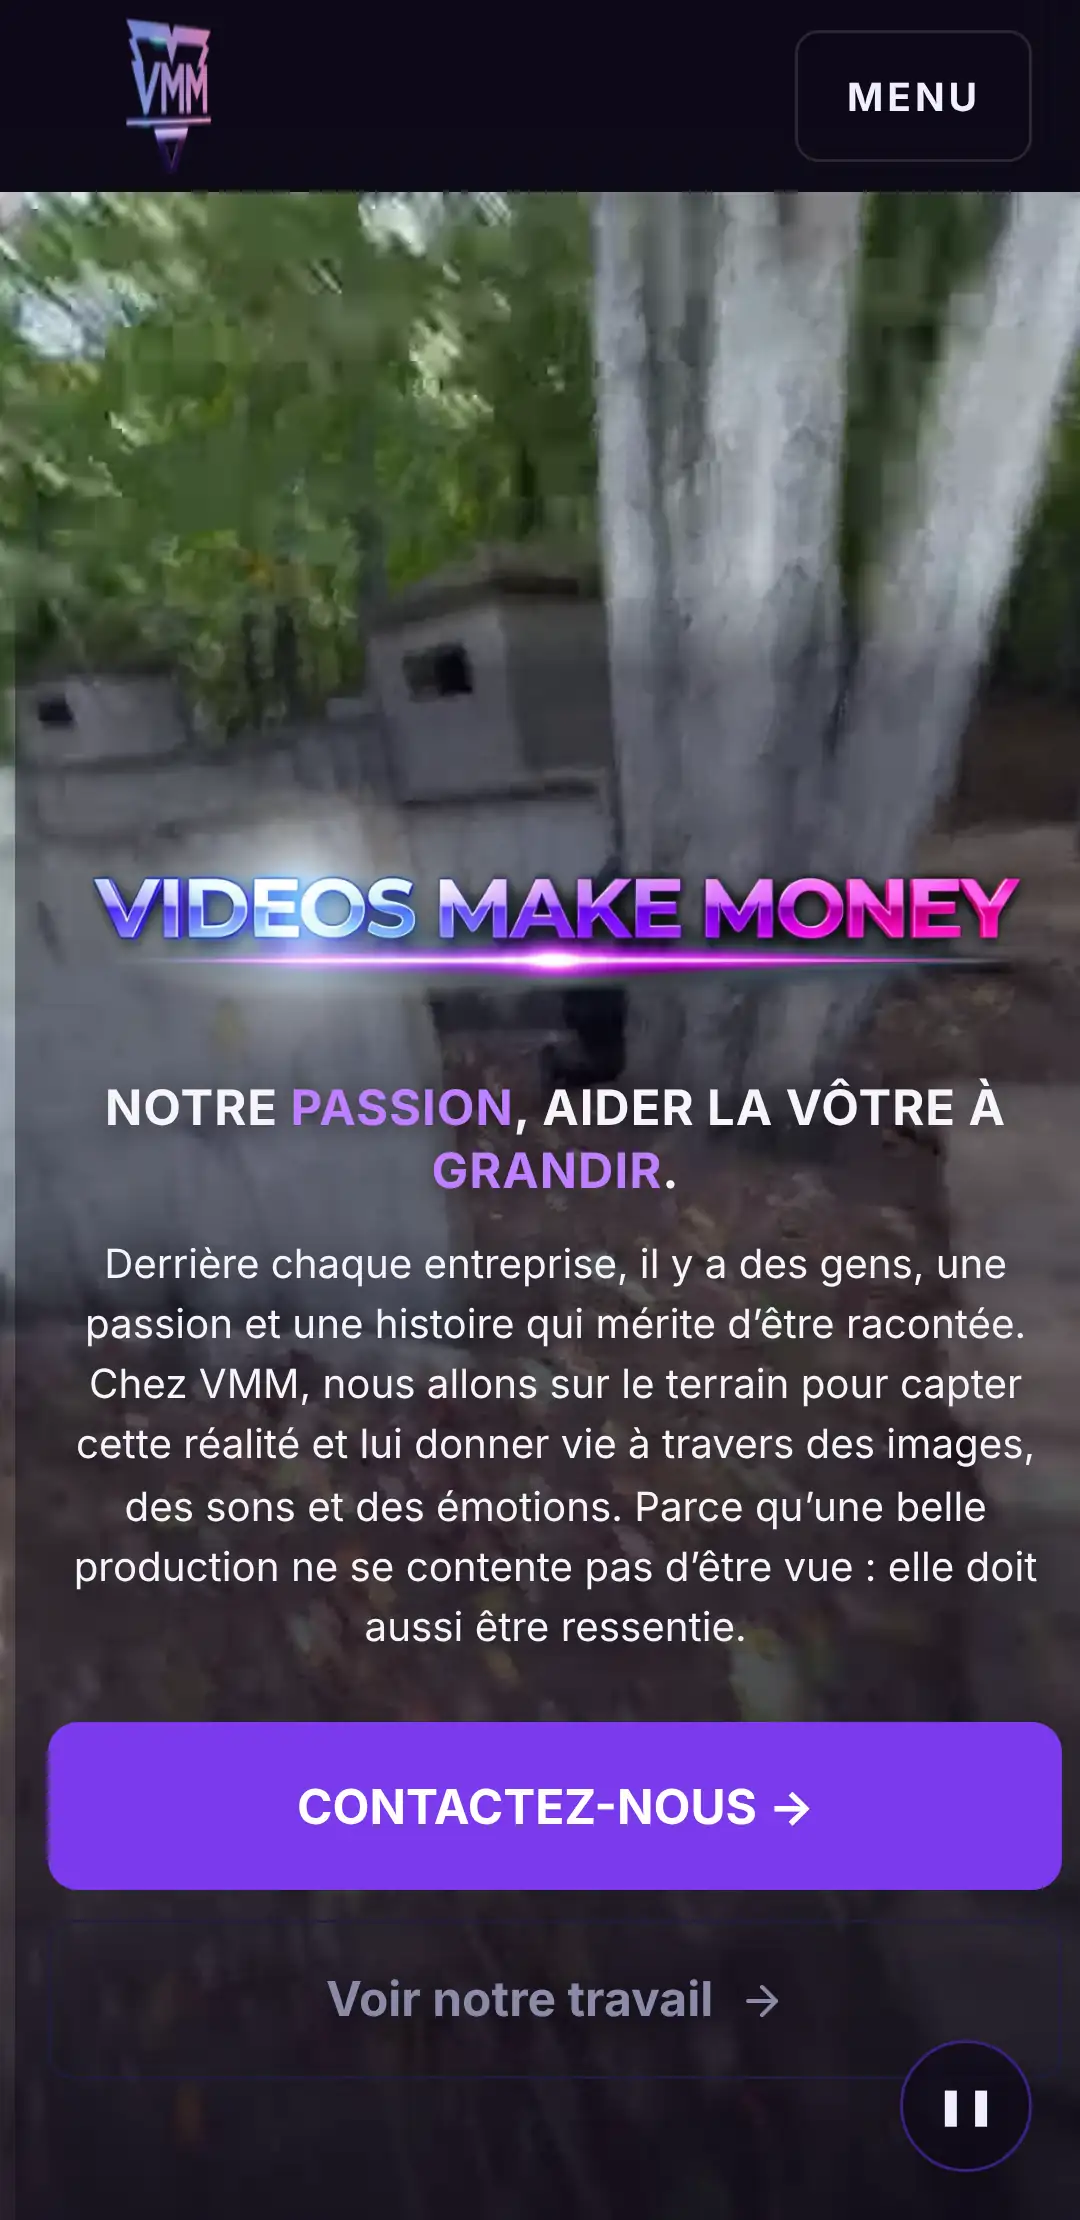 VMM
MENU
VIDEOS MAKE MONEY
NOTRE PASSION, AIDER LA VÔTRE À
GRANDIR.
Derrière chaque entreprise, il y a des gens, une
passion et une histoire qui mérite d’être racontée.
Chez VMM, nous allons sur le terrain pour capter
cette réalité et lui donner vie à travers des images,
des sons et des émotions. Parce qu’une belle
production ne se contente pas d’être vue : elle doit
aussi être ressentie.
CONTACTEZ-NOUS →
Voir notre travail →